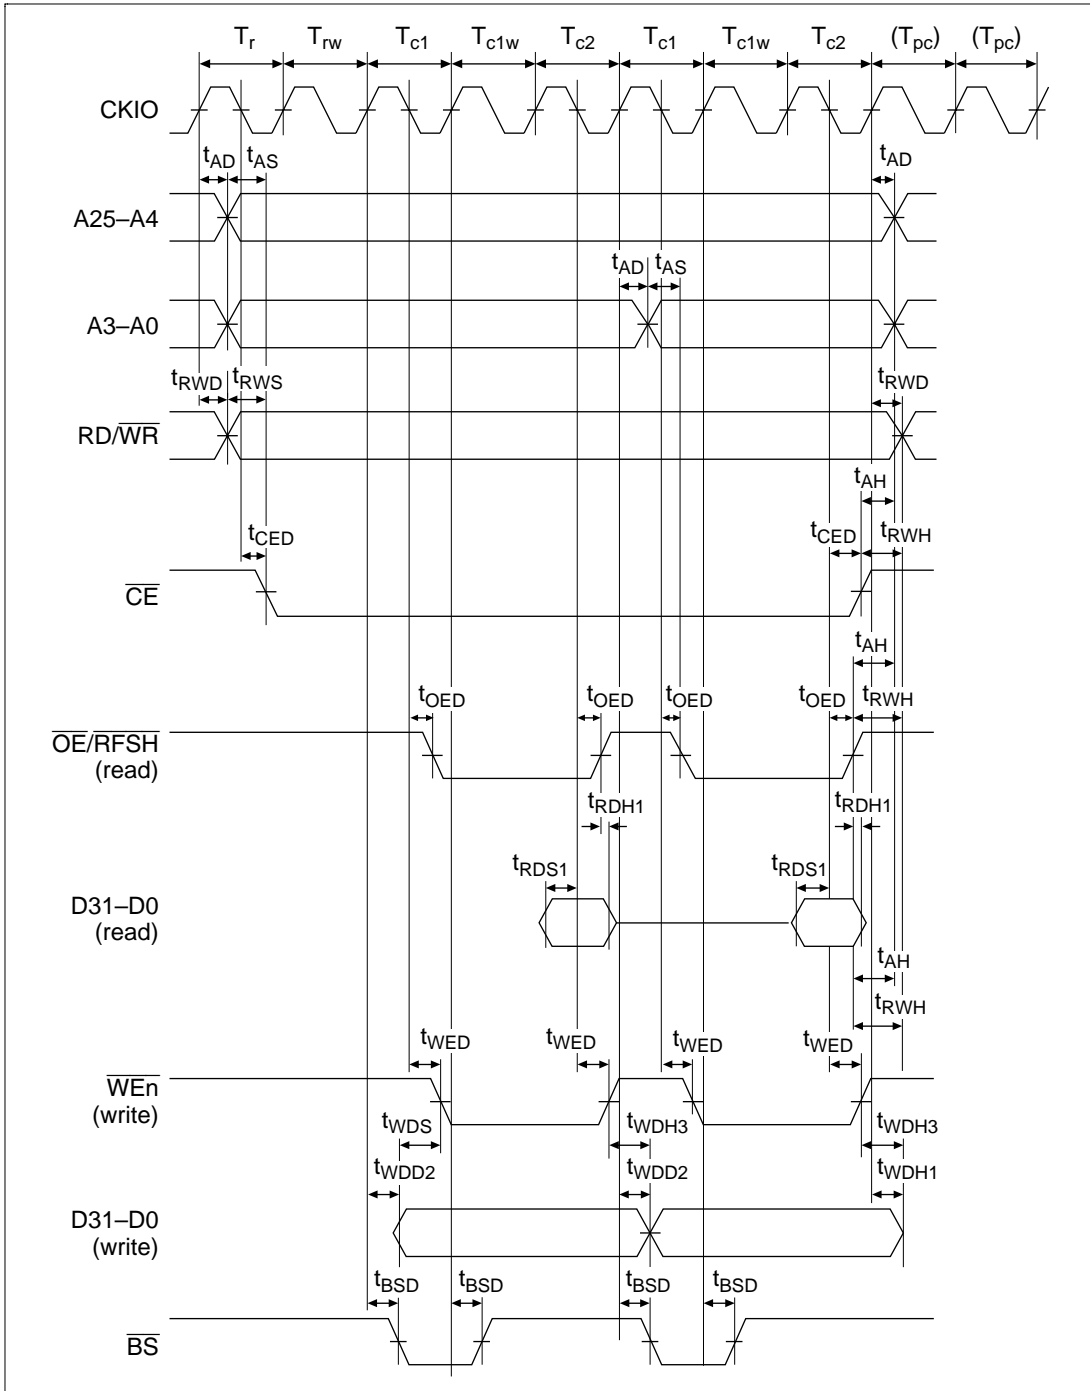 Tr Trw Tc1 Tc1w Tc2 Tc1 Tc1w Tc2 (Tpc) (Tpc)
CKIO
tAD tAS tAD
A25–A4
tAD tAS
A3–A0
tRWD tRWS tRWD
RD/WR
tAH
tCED tCED tRWH
CE
tAH
tOED tOED tOED tOED tRWH
OE/RFSH
(read)
tRDH1 tRDH1
tRDS1 tRDS1
D31–D0
(read)
tAH
tRWH
tWED tWED tWED tWED
WEn
(write)
tWDS tWDH3 tWDH3
tWDD2 tWDD2 tWDH1
D31–D0
(write)
tBSD tBSD tBSD tBSD
BS